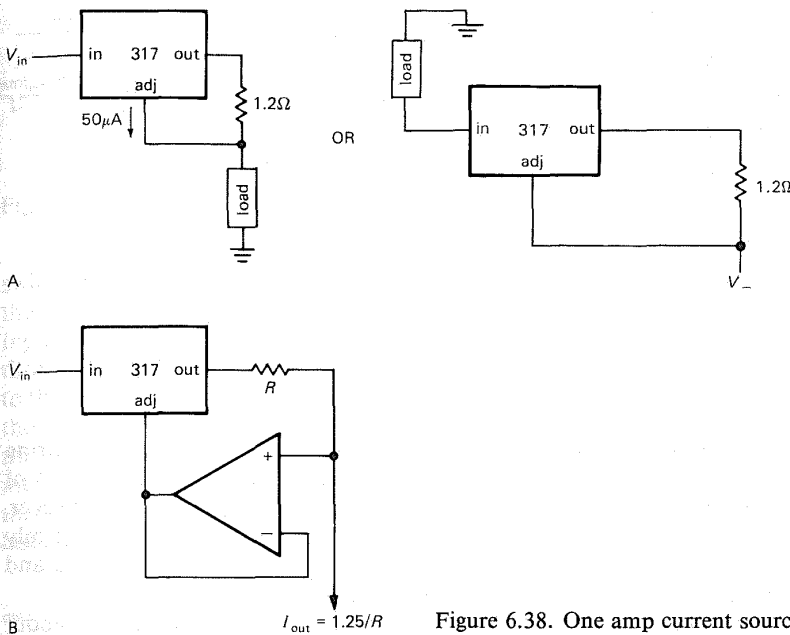 V_in
in 317 out
adj
50μA
1.2Ω
load
A
OR
load
in 317 out
adj
1.2Ω
V_−
V_in
in 317 out
adj
R
+
−
B
I_out = 1.25/R
Figure 6.38. One amp current sourc